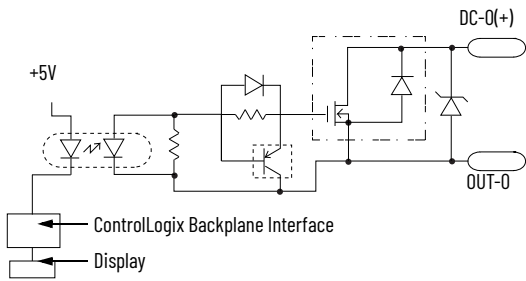 DC-0(+)
+5V
OUT-0
ControlLogix Backplane Interface
Display